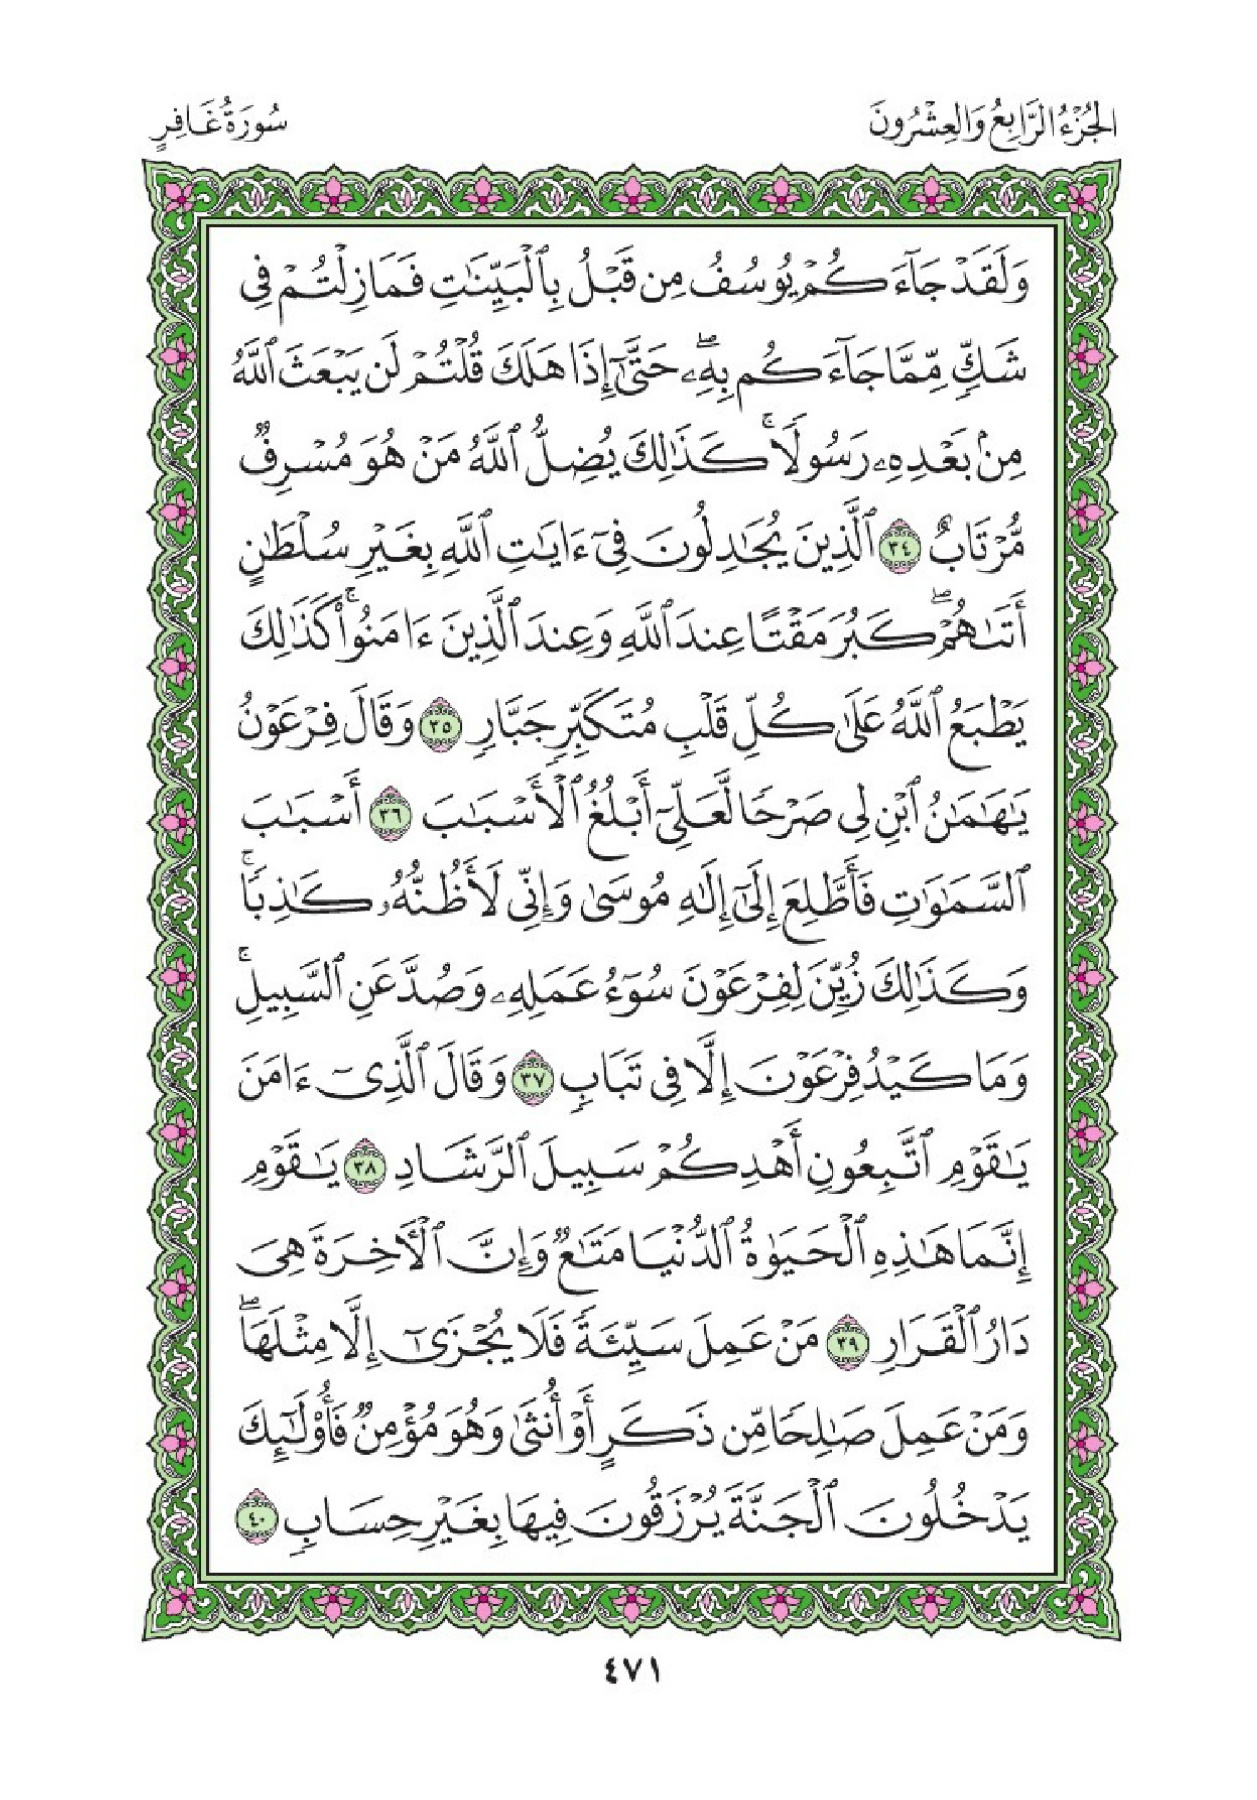 الجُزْءُ الرَّابِعُ وَالعِشْرُونَ
سُورَةُ غَافِرٍ
وَلَقَدْ جَآءَكُمْ يُوسُفُ مِن قَبْلُ بِٱلْبَيِّنَٰتِ فَمَا زِلْتُمْ فِى
شَكٍّ مِّمَّا جَآءَكُم بِهِۦۖ حَتَّىٰٓ إِذَا هَلَكَ قُلْتُمْ لَن يَبْعَثَ ٱللَّهُ
مِنۢ بَعْدِهِۦ رَسُولًاۚ كَذَٰلِكَ يُضِلُّ ٱللَّهُ مَنْ هُوَ مُسْرِفٌ
مُّرْتَابٌ ٣٤ ٱلَّذِينَ يُجَٰدِلُونَ فِىٓ ءَايَٰتِ ٱللَّهِ بِغَيْرِ سُلْطَٰنٍ
أَتَىٰهُمْۖ كَبُرَ مَقْتًا عِندَ ٱللَّهِ وَعِندَ ٱلَّذِينَ ءَامَنُوا۟ۚ كَذَٰلِكَ
يَطْبَعُ ٱللَّهُ عَلَىٰ كُلِّ قَلْبِ مُتَكَبِّرٍ جَبَّارٍ ٣٥ وَقَالَ فِرْعَوْنُ
يَٰهَٰمَٰنُ ٱبْنِ لِى صَرْحًا لَّعَلِّىٓ أَبْلُغُ ٱلْأَسْبَٰبَ ٣٦ أَسْبَٰبَ
ٱلسَّمَٰوَٰتِ فَأَطَّلِعَ إِلَىٰٓ إِلَٰهِ مُوسَىٰ وَإِنِّى لَأَظُنُّهُۥ كَٰذِبًاۚ
وَكَذَٰلِكَ زُيِّنَ لِفِرْعَوْنَ سُوٓءُ عَمَلِهِۦ وَصُدَّ عَنِ ٱلسَّبِيلِۚ
وَمَا كَيْدُ فِرْعَوْنَ إِلَّا فِى تَبَابٍ ٣٧ وَقَالَ ٱلَّذِىٓ ءَامَنَ
يَٰقَوْمِ ٱتَّبِعُونِ أَهْدِكُمْ سَبِيلَ ٱلرَّشَادِ ٣٨ يَٰقَوْمِ
إِنَّمَا هَٰذِهِ ٱلْحَيَوٰةُ ٱلدُّنْيَا مَتَٰعٌ وَإِنَّ ٱلْأَخِرَةَ هِىَ
دَارُ ٱلْقَرَارِ ٣٩ مَنْ عَمِلَ سَيِّئَةً فَلَا يُجْزَىٰٓ إِلَّا مِثْلَهَاۖ
وَمَنْ عَمِلَ صَٰلِحًا مِّن ذَكَرٍ أَوْ أُنثَىٰ وَهُوَ مُؤْمِنٌ فَأُو۟لَٰٓئِكَ
يَدْخُلُونَ ٱلْجَنَّةَ يُرْزَقُونَ فِيهَا بِغَيْرِ حِسَابٍ ٤٠
٤٧١